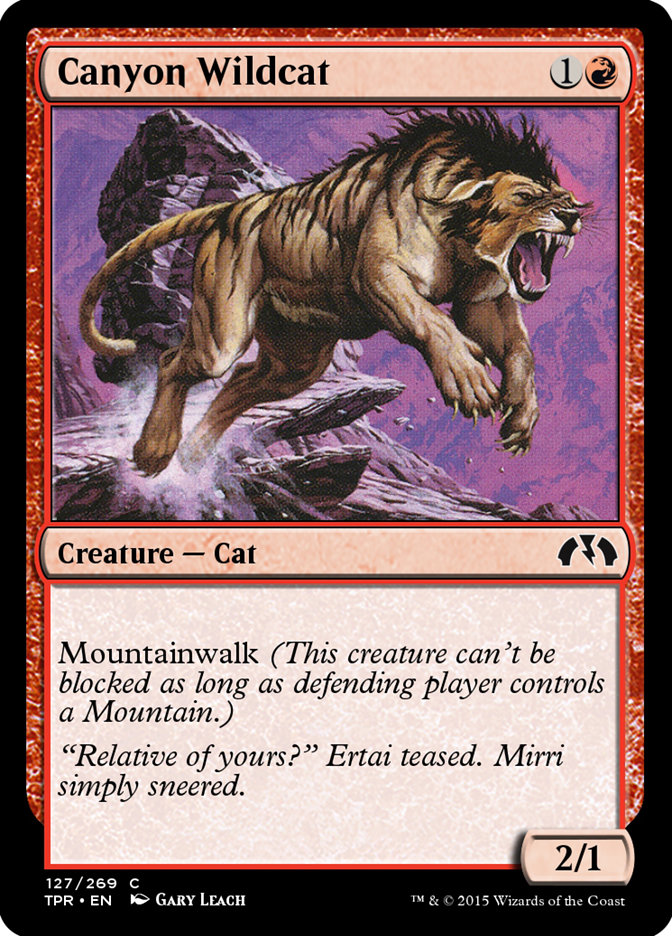 Canyon Wildcat 1
Creature — Cat
Mountainwalk (This creature can't be
blocked as long as defending player controls
a Mountain.)
“Relative of yours?” Ertai teased. Mirri
simply sneered.
2/1
127/269 C
TPR • EN Gary Leach
™ & © 2015 Wizards of the Coast